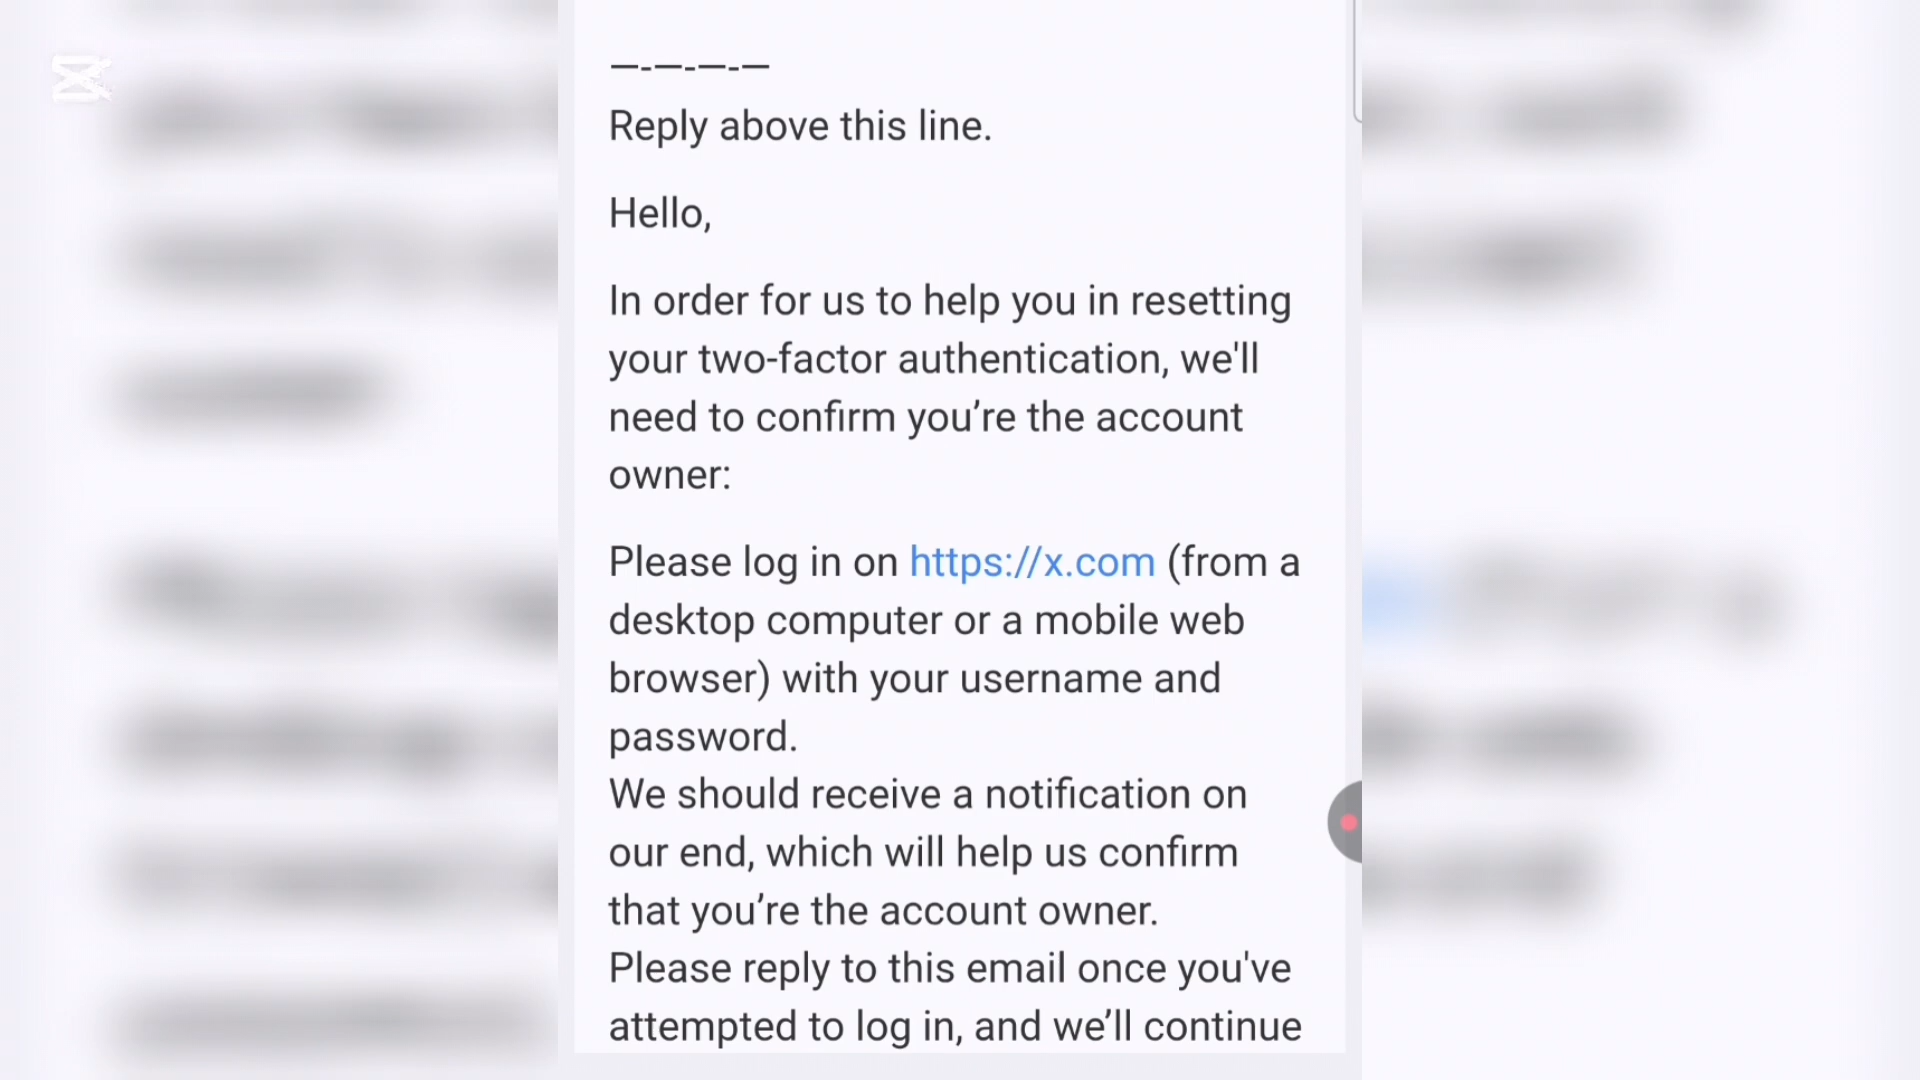 —-—-—-—
Reply above this line.
Hello,
In order for us to help you in resetting
your two-factor authentication, we'll
need to confirm you’re the account
owner:
Please log in on https://x.com (from a
desktop computer or a mobile web
browser) with your username and
password.
We should receive a notification on
our end, which will help us confirm
that you’re the account owner.
Please reply to this email once you've
attempted to log in, and we’ll continue